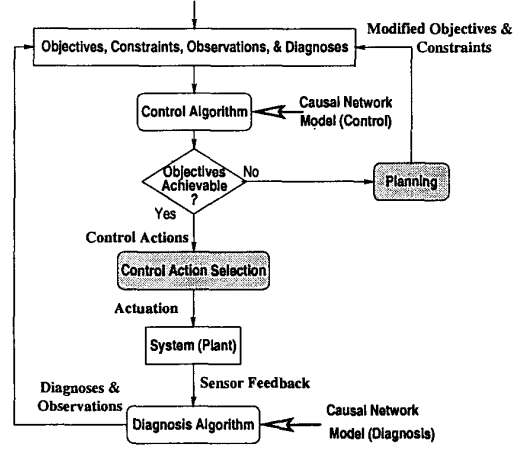 Modified Objectives &
Constraints
Objectives, Constraints, Observations, & Diagnoses
Control Algorithm
Causal Network
Model (Control)
Objectives
Achievable
?
No
Planning
Yes
Control Actions
Control Action Selection
Actuation
System (Plant)
Sensor Feedback
Diagnoses &
Observations
Diagnosis Algorithm
Causal Network
Model (Diagnosis)